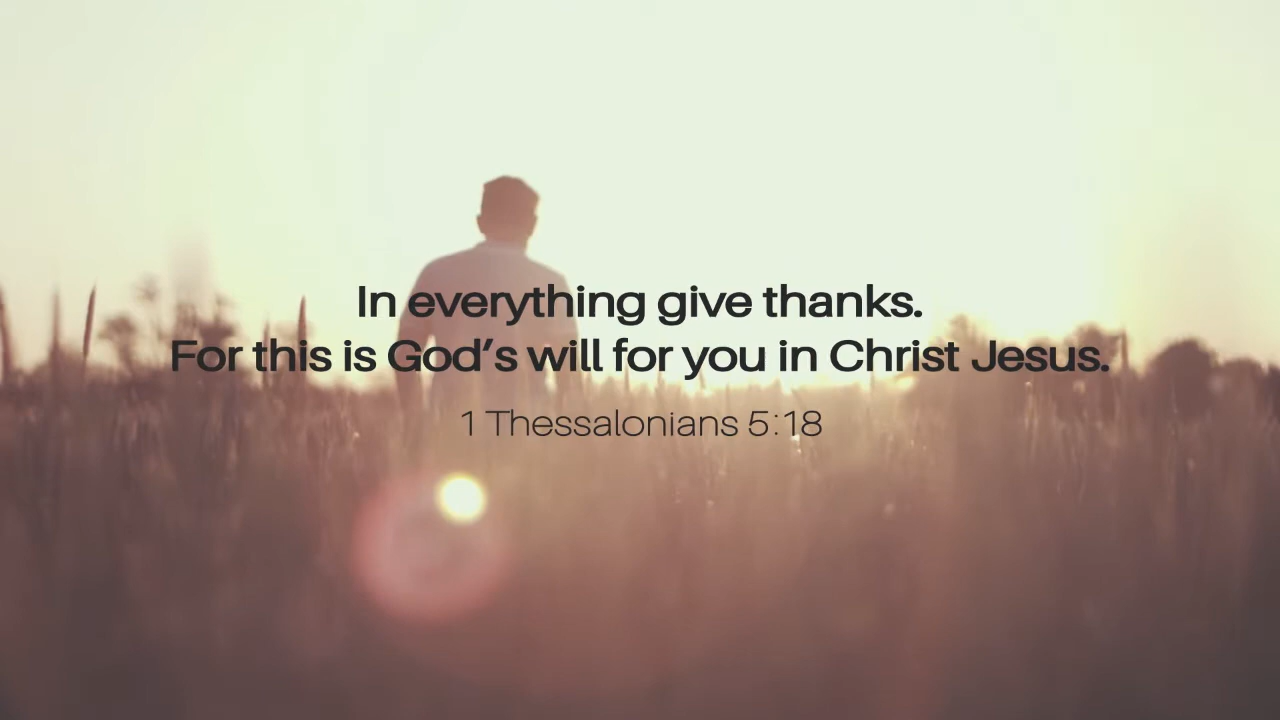 In everything give thanks.
For this is God’s will for you in Christ Jesus.
1 Thessalonians 5:18